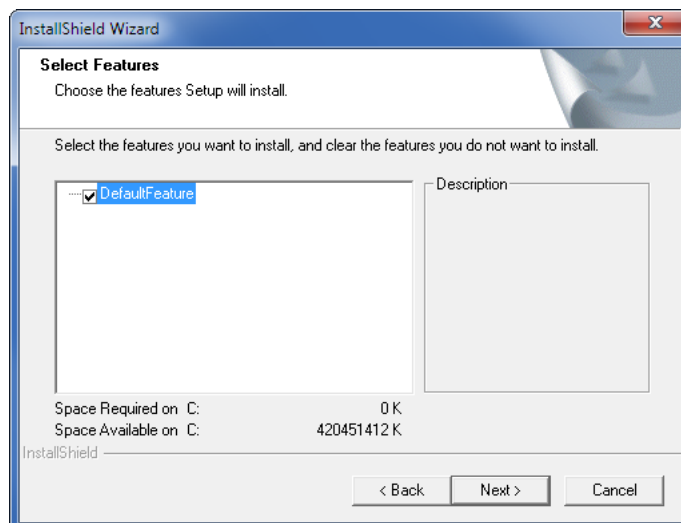 InstallShield Wizard
Select Features
Choose the features Setup will install.
Select the features you want to install, and clear the features you do not want to install.
DefaultFeature
Description
Space Required on C: 0 K
Space Available on C: 420451412 K
InstallShield
< Back Next > Cancel